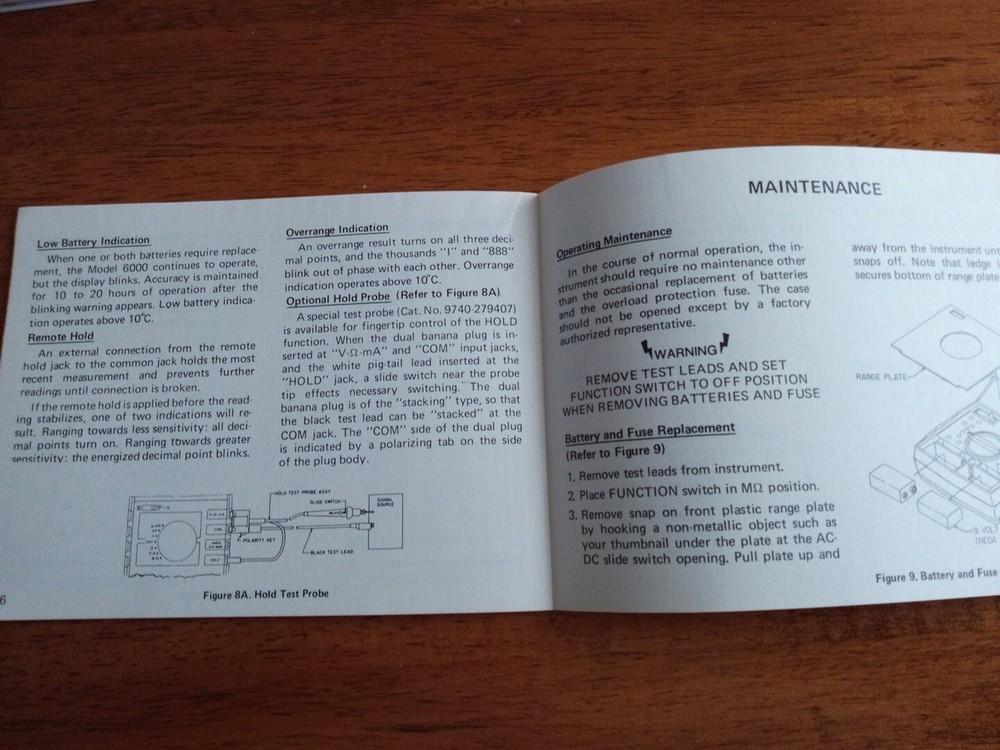 Low Battery Indication
When one or both batteries require replace-
ment, the Model 6000 continues to operate,
but the display blinks. Accuracy is maintained
for 10 to 20 hours of operation after the
blinking warning appears. Low battery indica-
tion operates above 10°C.
Remote Hold
An external connection from the remote
hold jack to the common jack holds the most
recent measurement and prevents further
readings until connection is broken.
If the remote hold is applied before the read-
ing stabilizes, one of two indications will re-
sult. Ranging towards less sensitivity: all deci-
mal points turn on. Ranging towards greater
sensitivity: the energized decimal point blinks.
Overrange Indication
An overrange result turns on all three deci-
mal points, and the thousands "1" and "888"
blink out of phase with each other. Overrange
indication operates above 10°C.
Optional Hold Probe (Refer to Figure 8A)
A special test probe (Cat. No. 9740-279407)
is available for fingertip control of the HOLD
function. When the dual banana plug is in-
serted at "V-Ω-mA" and "COM" input jacks,
and the white pig-tail lead inserted at the
"HOLD" jack, a slide switch near the probe
tip effects necessary switching. The dual
banana plug is of the "stacking" type, so that
the black test lead can be "stacked" at the
COM jack. The "COM" side of the dual plug
is indicated by a polarizing tab on the side
of the plug body.
HOLD TEST PROBE ASSY
SLIDE SWITCH
SIGNAL
SOURCE
COM
POLARITY KEY
BLACK TEST LEAD
HOLD
Figure 8A. Hold Test Probe
6
MAINTENANCE
Operating Maintenance
In the course of normal operation, the in-
strument should require no maintenance other
than the occasional replacement of batteries
and the overload protection fuse. The case
should not be opened except by a factory
authorized representative.
WARNING
REMOVE TEST LEADS AND SET
FUNCTION SWITCH TO OFF POSITION
WHEN REMOVING BATTERIES AND FUSE
Battery and Fuse Replacement
(Refer to Figure 9)
1. Remove test leads from instrument.
2 Place FUNCTION switch in MΩ position.
3. Remove snap on front plastic range plate
by hooking a non-metallic object such as
your thumbnail under the plate at the AC-
DC slide switch opening. Pull plate up and
away from the instrument
snaps off. Note that ledge
secures bottom of range plate
RANGE PLATE
9 VOL
(NEDA
Figure 9. Battery and Fuse